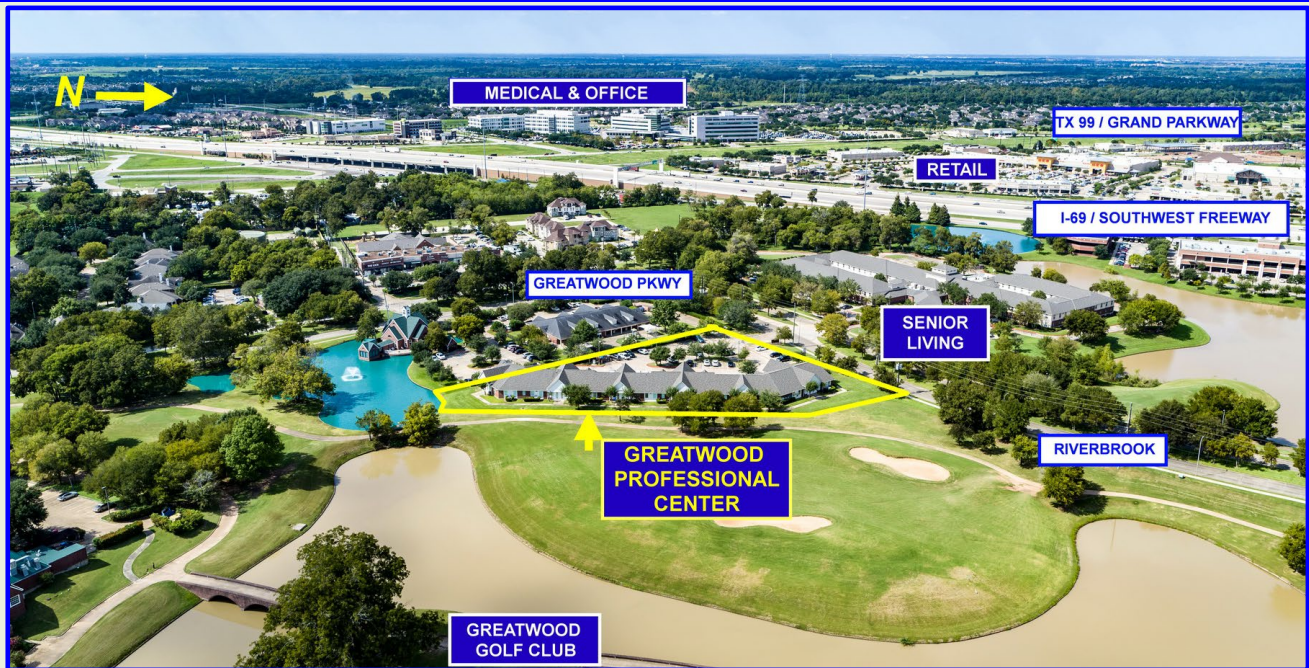 N
MEDICAL & OFFICE
TX 99 / GRAND PARKWAY
RETAIL
I-69 / SOUTHWEST FREEWAY
GREATWOOD PKWY
SENIOR
LIVING
RIVERBROOK
GREATWOOD
PROFESSIONAL
CENTER
GREATWOOD
GOLF CLUB